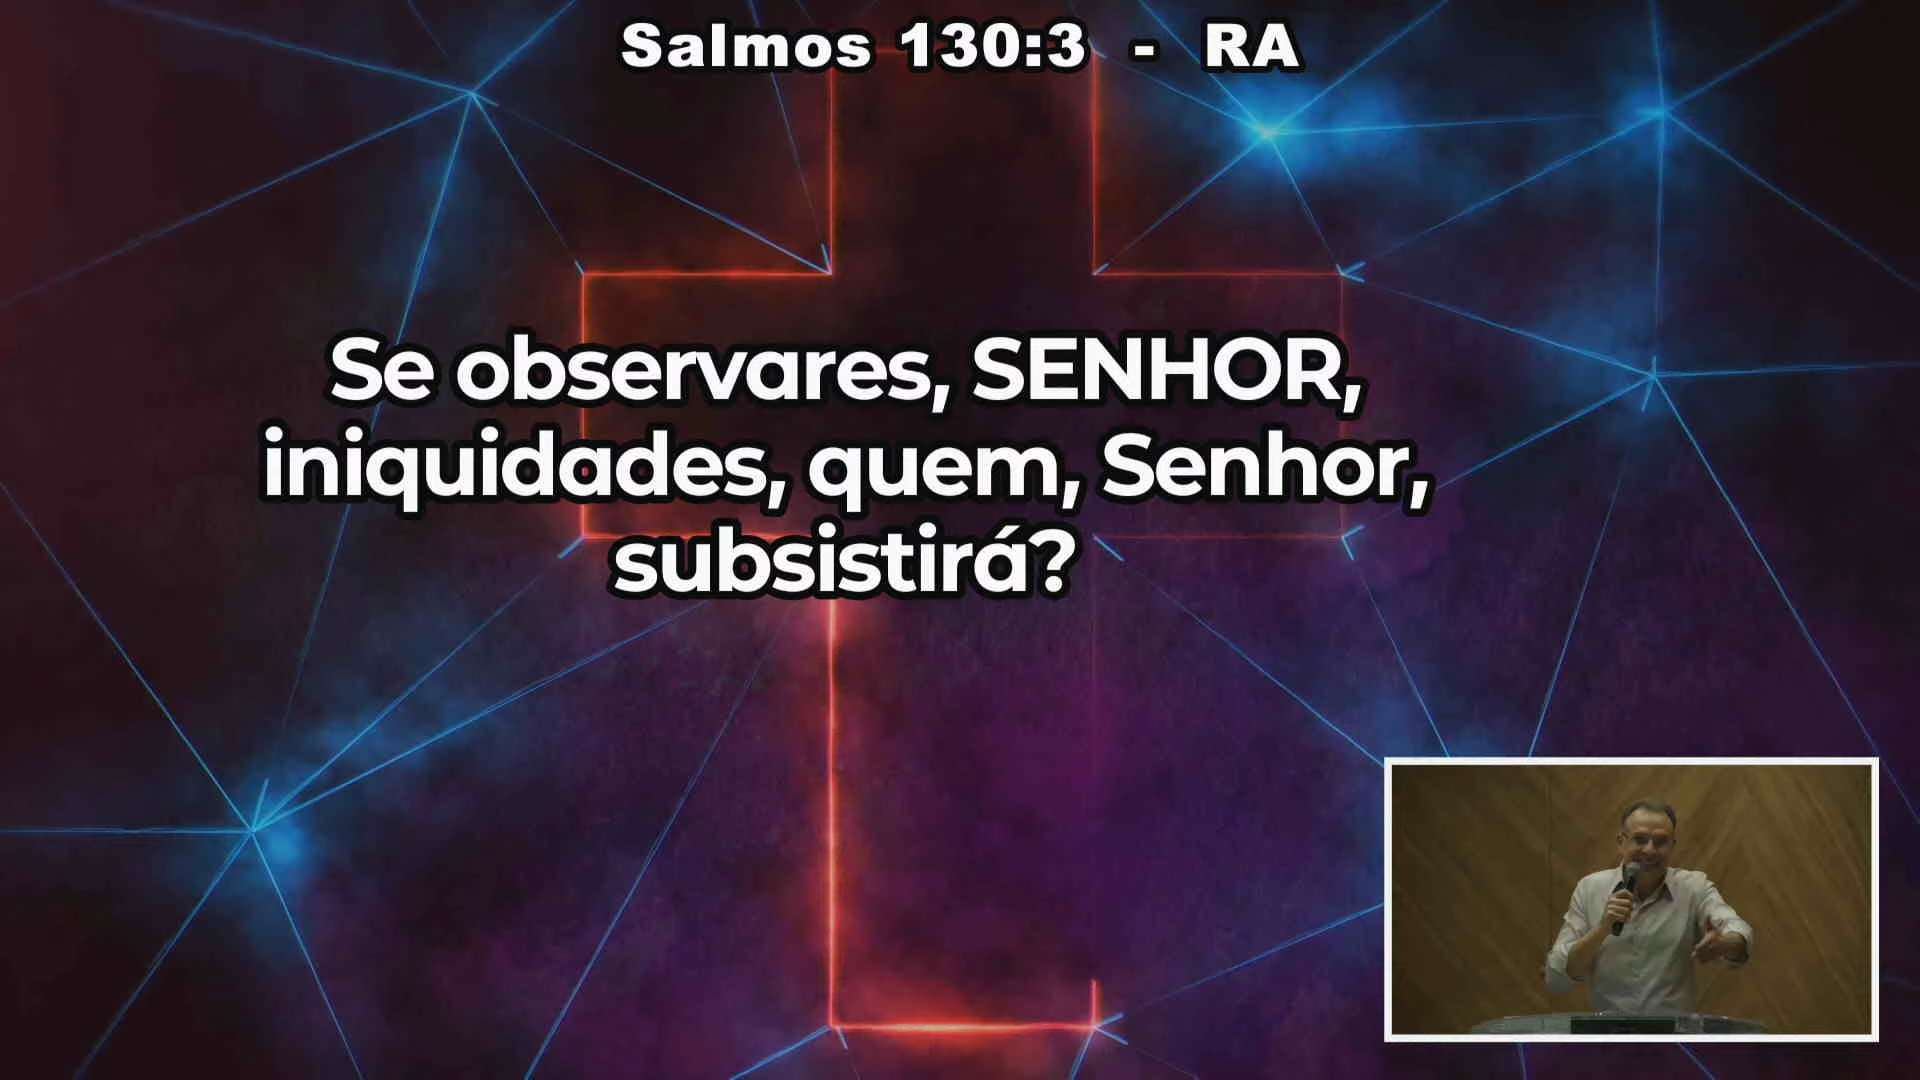 Salmos 130:3 - RA
Se observares, SENHOR,
iniquidades, quem, Senhor,
subsistirá?